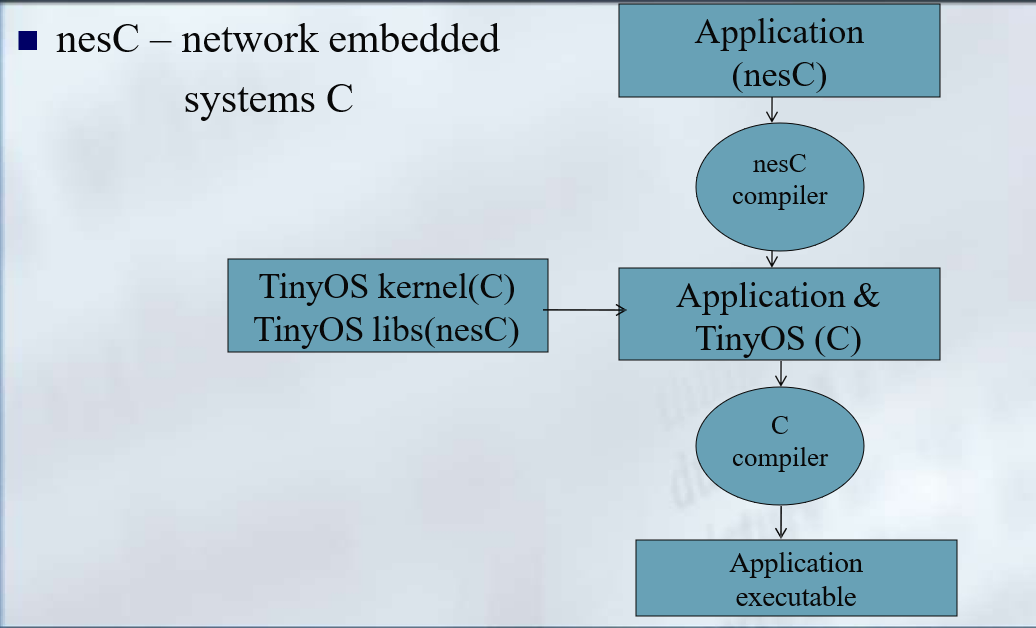 nesC – network embedded
systems C
Application
(nesC)
nesC
compiler
TinyOS kernel(C)
TinyOS libs(nesC)
Application &
TinyOS (C)
C
compiler
Application
executable